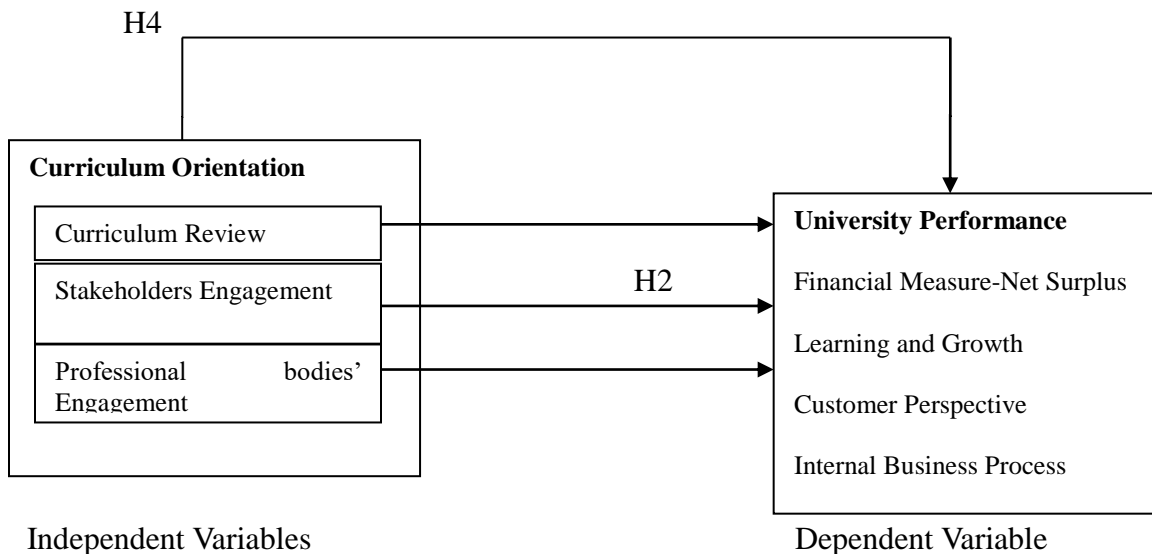 H4
Curriculum Orientation
Curriculum Review
Stakeholders Engagement
Professional bodies’
Engagement
H2
University Performance
Financial Measure-Net Surplus
Learning and Growth
Customer Perspective
Internal Business Process
Independent Variables
Dependent Variable